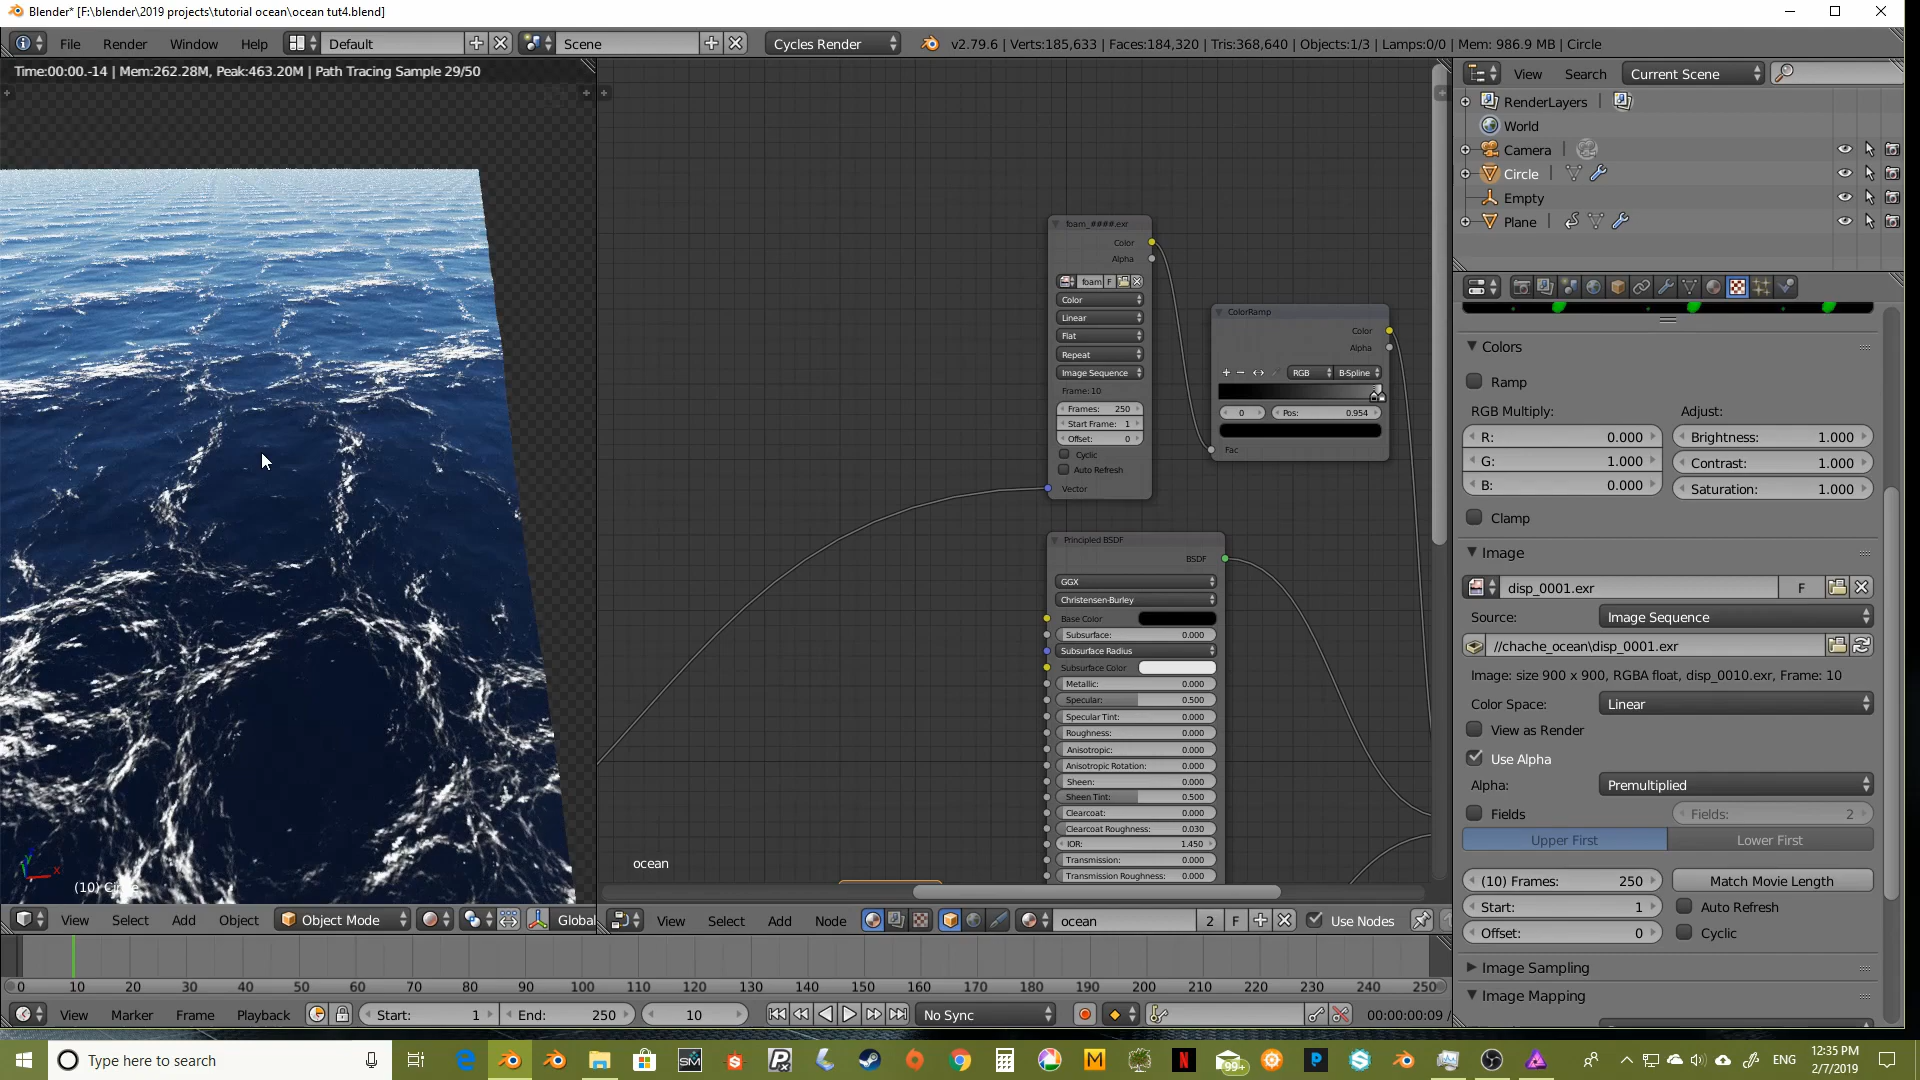 Blender* [F:\blender\2019 projects\tutorial ocean\ocean tut4.blend]
File Render Window Help Default Scene Cycles Render v2.79.6 | Verts:185,633 | Faces:184,320 | Tris:368,640 | Objects:1/3 | Lamps:0/0 | Mem: 986.9 MB | Circle
Time:00:00.-14 | Mem:262.28M, Peak:463.20M | Path Tracing Sample 29/50
View Search Current Scene
RenderLayers
World
Camera
Circle
Empty
Plane
foam_####.exr
Color
Alpha
foam F
Color
Linear
Flat
Repeat
Image Sequence
Frame: 10
Frames: 250
Start Frame: 1
Offset: 0
Cyclic
Auto Refresh
Vector
ColorRamp
Color
Alpha
RGB B-Spline
0 Pos: 0.954
Fac
Principled BSDF
BSDF
GGX
Christensen-Burley
Base Color
Subsurface: 0.000
Subsurface Radius
Subsurface Color
Metallic: 0.000
Specular: 0.500
Specular Tint: 0.000
Roughness: 0.000
Anisotropic: 0.000
Anisotropic Rotation: 0.000
Sheen: 0.000
Sheen Tint: 0.500
Clearcoat: 0.000
Clearcoat Roughness: 0.030
IOR: 1.450
Transmission: 0.000
Transmission Roughness: 0.000
ocean
Colors
Ramp
RGB Multiply: Adjust:
R: 0.000 Brightness: 1.000
G: 1.000 Contrast: 1.000
B: 0.000 Saturation: 1.000
Clamp
Image
disp_0001.exr F
Source: Image Sequence
//chache_ocean\disp_0001.exr
Image: size 900 x 900, RGBA float, disp_0010.exr, Frame: 10
Color Space: Linear
View as Render
Use Alpha
Alpha: Premultiplied
Fields Fields: 2
Upper First Lower First
(10) Frames: 250 Match Movie Length
Start: 1 Auto Refresh
Offset: 0 Cyclic
Image Sampling
Image Mapping
y
x
(10) Circle
View Select Add Object Object Mode Global
View Select Add Node ocean 2 F Use Nodes
0 10 20 30 40 50 60 70 80 90 100 110 120 130 140 150 160 170 180 190 200 210 220 230 240 250
View Marker Frame Playback Start: 1 End: 250 10 No Sync 00:00:00:09 /
Type here to search
SM
M
N
99+
P
ENG
12:35 PM
2/7/2019